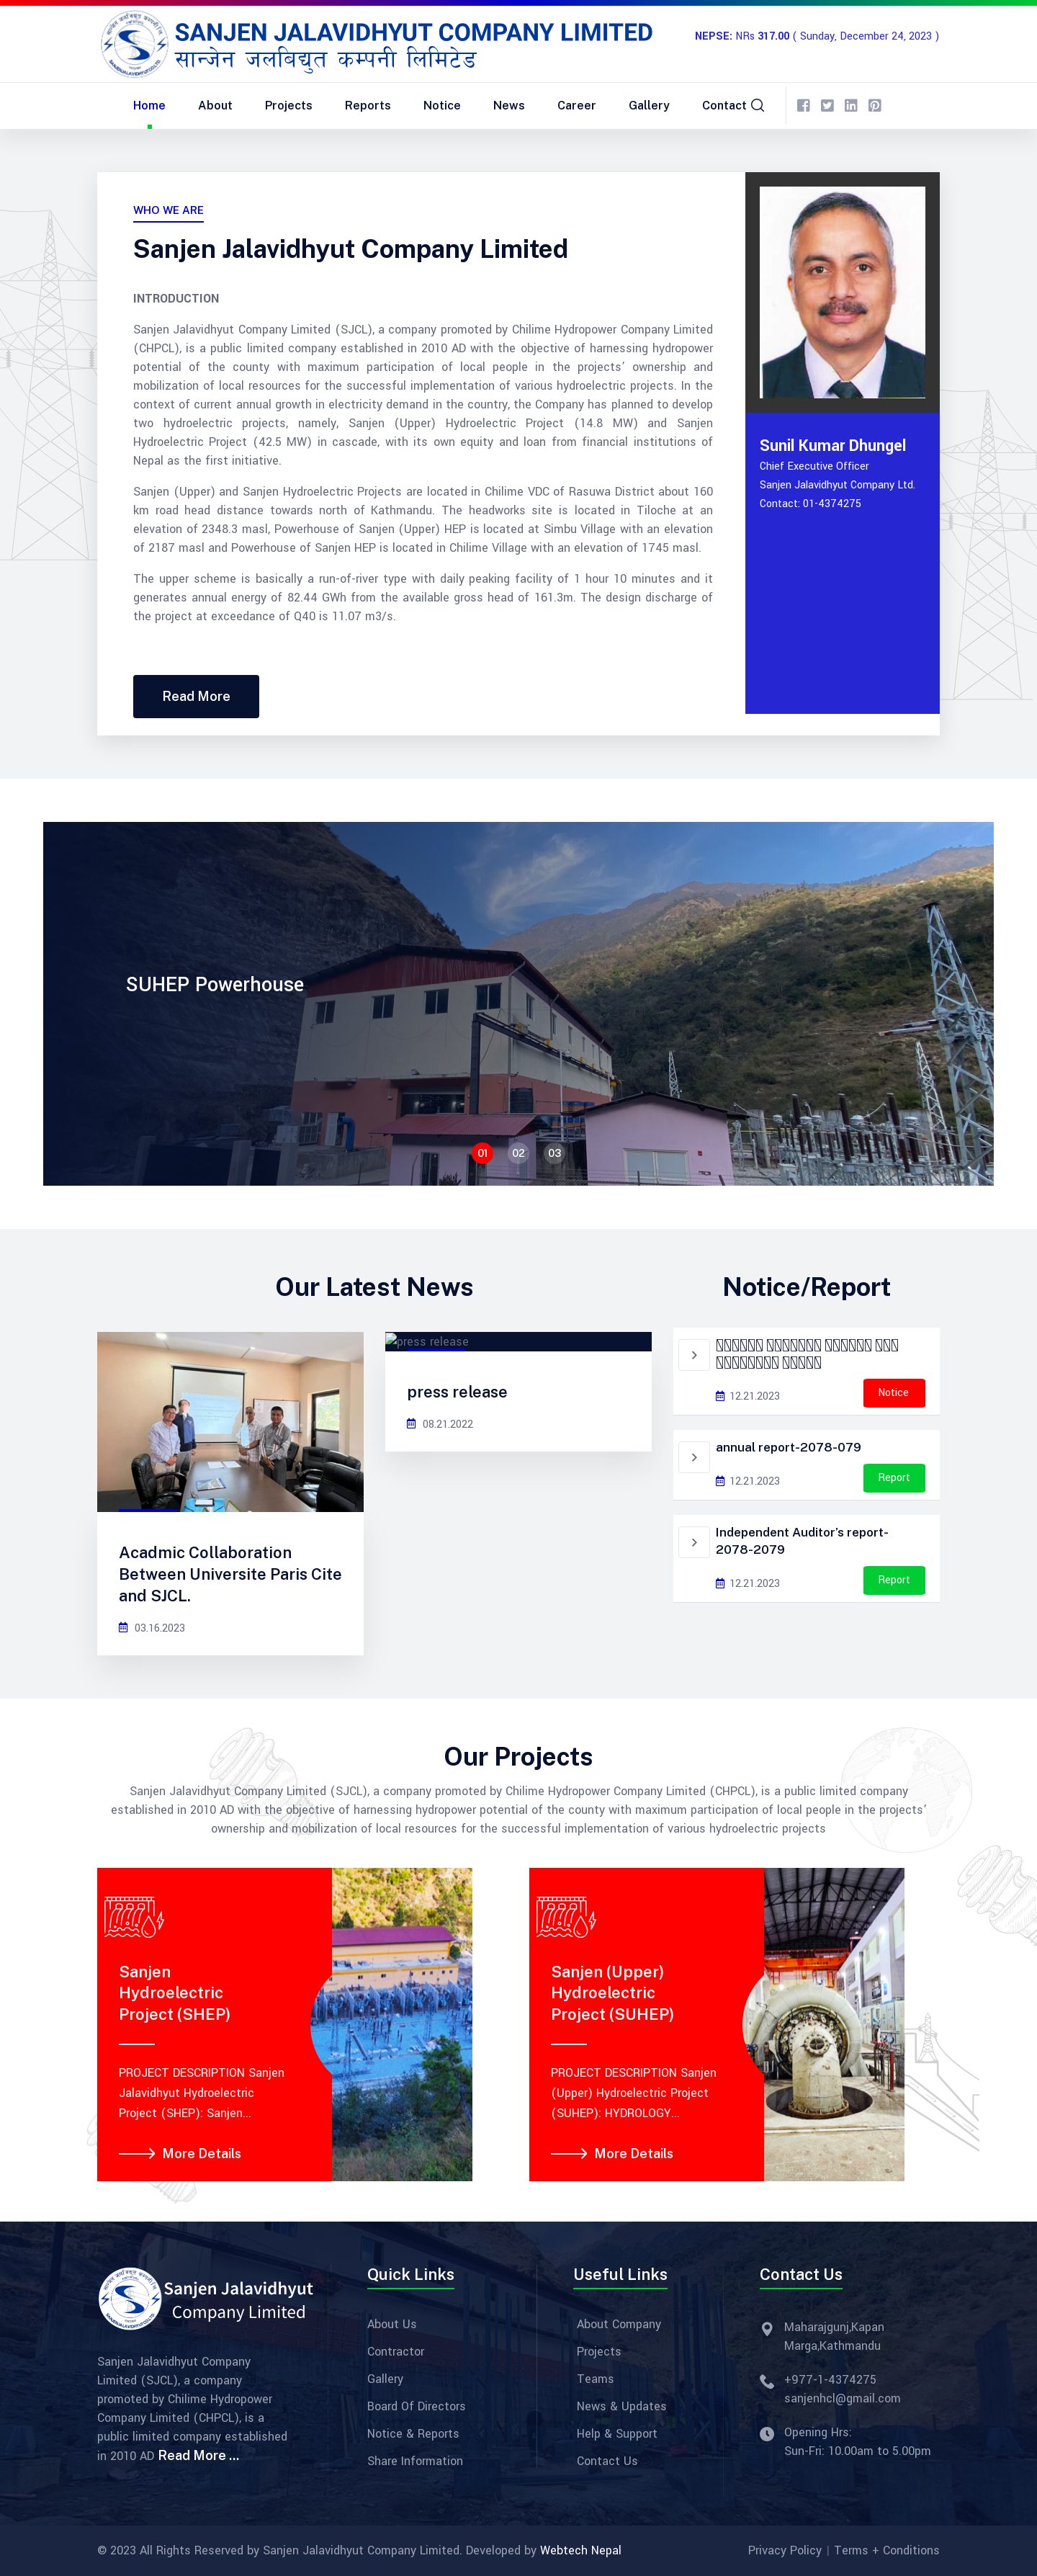 SANJEN JALAVIDHYUT COMPANY LIMITED
सान्जेन जलबिद्युत कम्पनी लिमिटेड
NEPSE: NRs 317.00 ( Sunday, December 24, 2023 )
Home About Projects Reports Notice News Career Gallery Contact
WHO WE ARE
Sanjen Jalavidhyut Company Limited
INTRODUCTION
Sanjen Jalavidhyut Company Limited (SJCL), a company promoted by Chilime Hydropower Company Limited
(CHPCL), is a public limited company established in 2010 AD with the objective of harnessing hydropower
potential of the county with maximum participation of local people in the projects' ownership and
mobilization of local resources for the successful implementation of various hydroelectric projects. In the
context of current annual growth in electricity demand in the country, the Company has planned to develop
two hydroelectric projects, namely, Sanjen (Upper) Hydroelectric Project (14.8 MW) and Sanjen
Hydroelectric Project (42.5 MW) in cascade, with its own equity and loan from financial institutions of
Nepal as the first initiative.
Sanjen (Upper) and Sanjen Hydroelectric Projects are located in Chilime VDC of Rasuwa District about 160
km road head distance towards north of Kathmandu. The headworks site is located in Tiloche at an
elevation of 2348.3 masl, Powerhouse of Sanjen (Upper) HEP is located at Simbu Village with an elevation
of 2187 masl and Powerhouse of Sanjen HEP is located in Chilime Village with an elevation of 1745 masl.
The upper scheme is basically a run-of-river type with daily peaking facility of 1 hour 10 minutes and it
generates annual energy of 82.44 GWh from the available gross head of 161.3m. The design discharge of
the project at exceedance of Q40 is 11.07 m3/s.
Read More
Sunil Kumar Dhungel
Chief Executive Officer
Sanjen Jalavidhyut Company Ltd.
Contact: 01-4374275
SUHEP Powerhouse
01 02 03
Our Latest News
Acadmic Collaboration
Between Universite Paris Cite
and SJCL.
03.16.2023
press release
press release
08.21.2022
Notice/Report
12.21.2023
Notice
annual report-2078-079
12.21.2023
Report
Independent Auditor's report-
2078-2079
12.21.2023
Report
Our Projects
Sanjen Jalavidhyut Company Limited (SJCL), a company promoted by Chilime Hydropower Company Limited (CHPCL), is a public limited company
established in 2010 AD with the objective of harnessing hydropower potential of the county with maximum participation of local people in the projects'
ownership and mobilization of local resources for the successful implementation of various hydroelectric projects
Sanjen
Hydroelectric
Project (SHEP)
PROJECT DESCRIPTION Sanjen
Jalavidhyut Hydroelectric
Project (SHEP): Sanjen...
More Details
Sanjen (Upper)
Hydroelectric
Project (SUHEP)
PROJECT DESCRIPTION Sanjen
(Upper) Hydroelectric Project
(SUHEP): HYDROLOGY...
More Details
Sanjen Jalavidhyut
Company Limited
Sanjen Jalavidhyut Company
Limited (SJCL), a company
promoted by Chilime Hydropower
Company Limited (CHPCL), is a
public limited company established
in 2010 AD Read More ...
Quick Links
About Us
Contractor
Gallery
Board Of Directors
Notice & Reports
Share Information
Useful Links
About Company
Projects
Teams
News & Updates
Help & Support
Contact Us
Contact Us
Maharajgunj,Kapan
Marga,Kathmandu
+977-1-4374275
sanjenhcl@gmail.com
Opening Hrs:
Sun-Fri: 10.00am to 5.00pm
© 2023 All Rights Reserved by Sanjen Jalavidhyut Company Limited. Developed by Webtech Nepal
Privacy Policy | Terms + Conditions